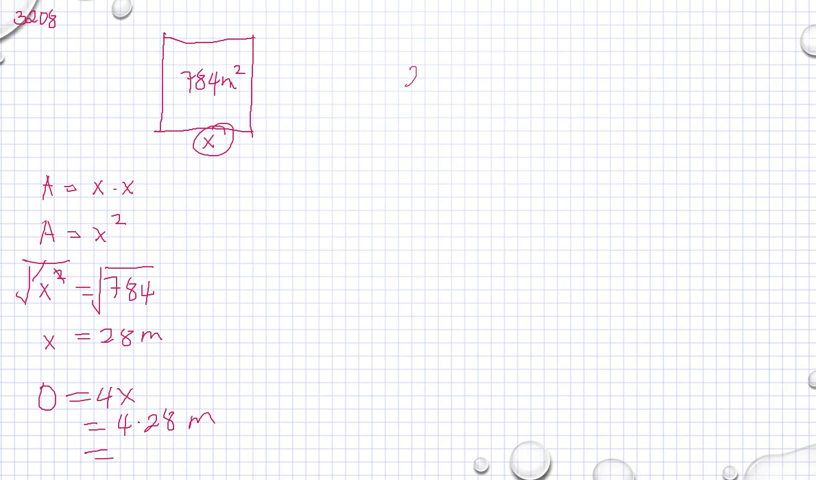 3208
784m²
x
A = x · x
A = x²
√x² = √784
x = 28 m
O = 4x
= 4 · 28 m
=